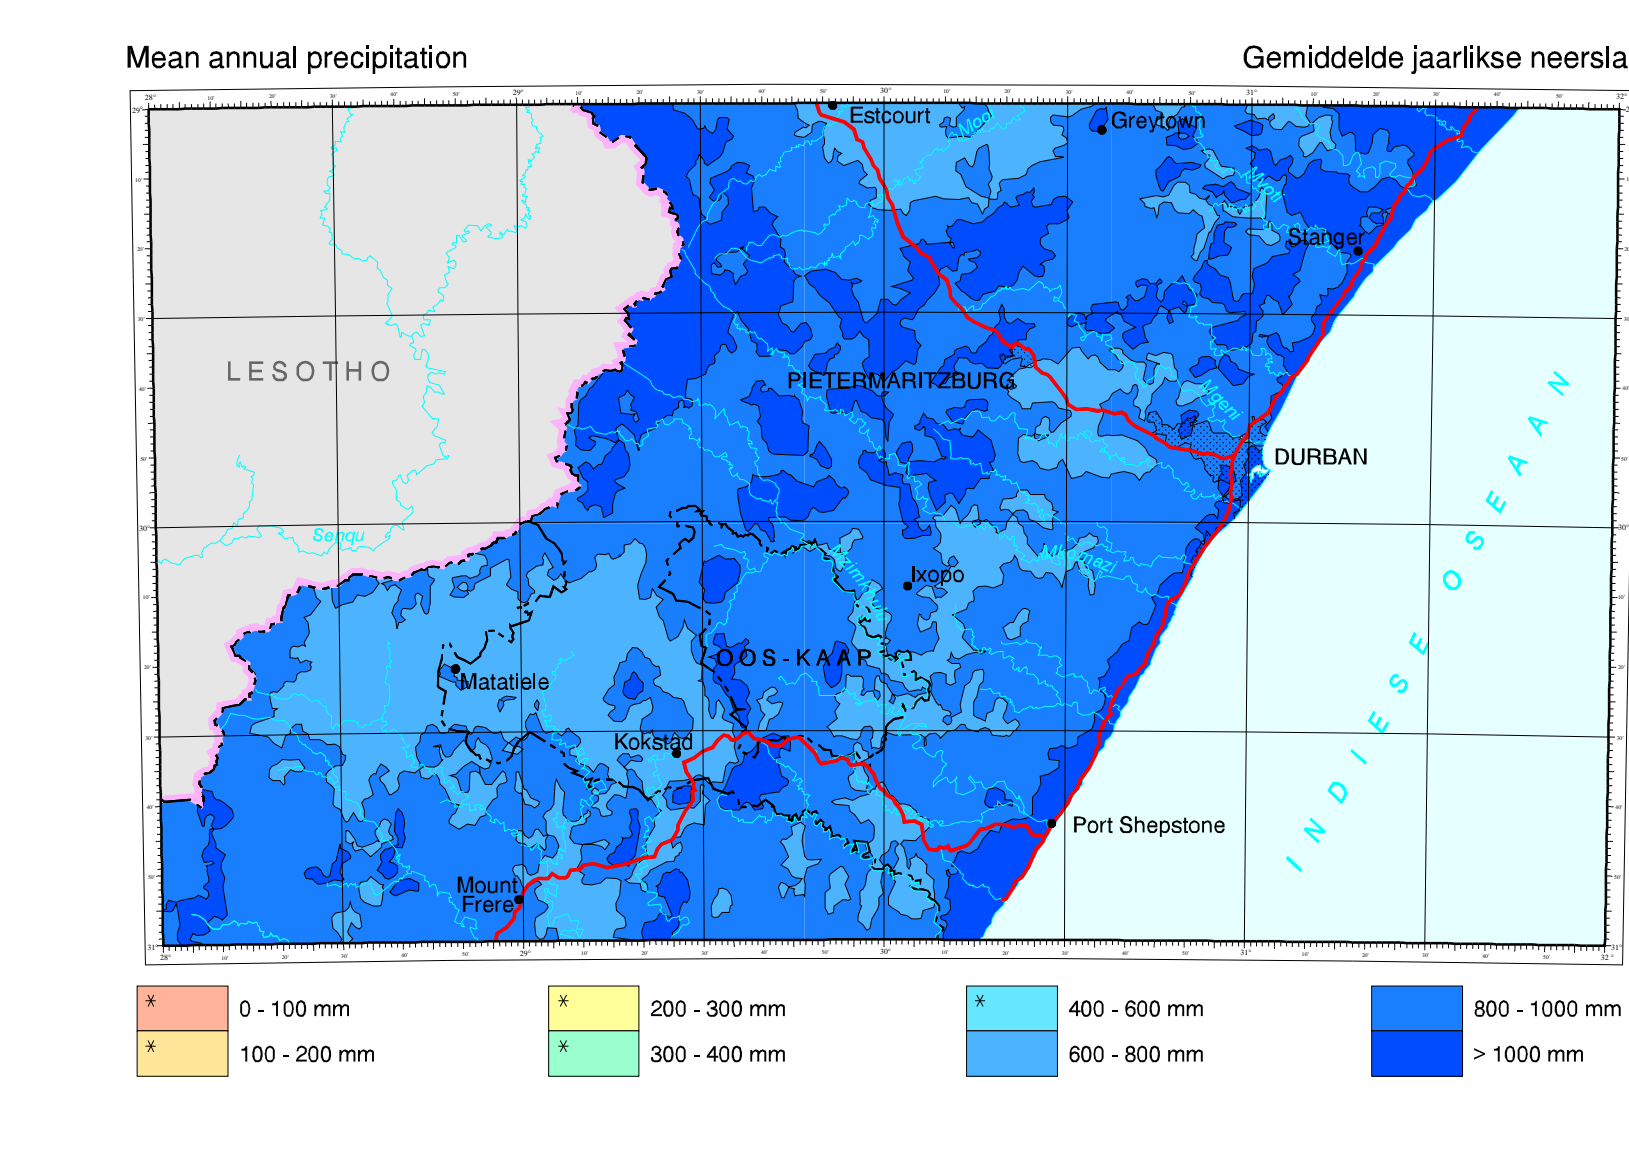 Mean annual precipitation
Gemiddelde jaarlikse neersla
Estcourt
Mooi
Greytown
Mvoti
Stanger
LESOTHO
PIETERMARITZBURG
Mgeni
DURBAN
Senqu
Mkomazi
Ixopo
Mzimkulu
OOS-KAAP
Matatiele
Kokstad
INDIESE OSEAAN
Port Shepstone
Mount
Frere
* 0 - 100 mm
* 100 - 200 mm
* 200 - 300 mm
* 300 - 400 mm
* 400 - 600 mm
600 - 800 mm
800 - 1000 mm
> 1000 mm